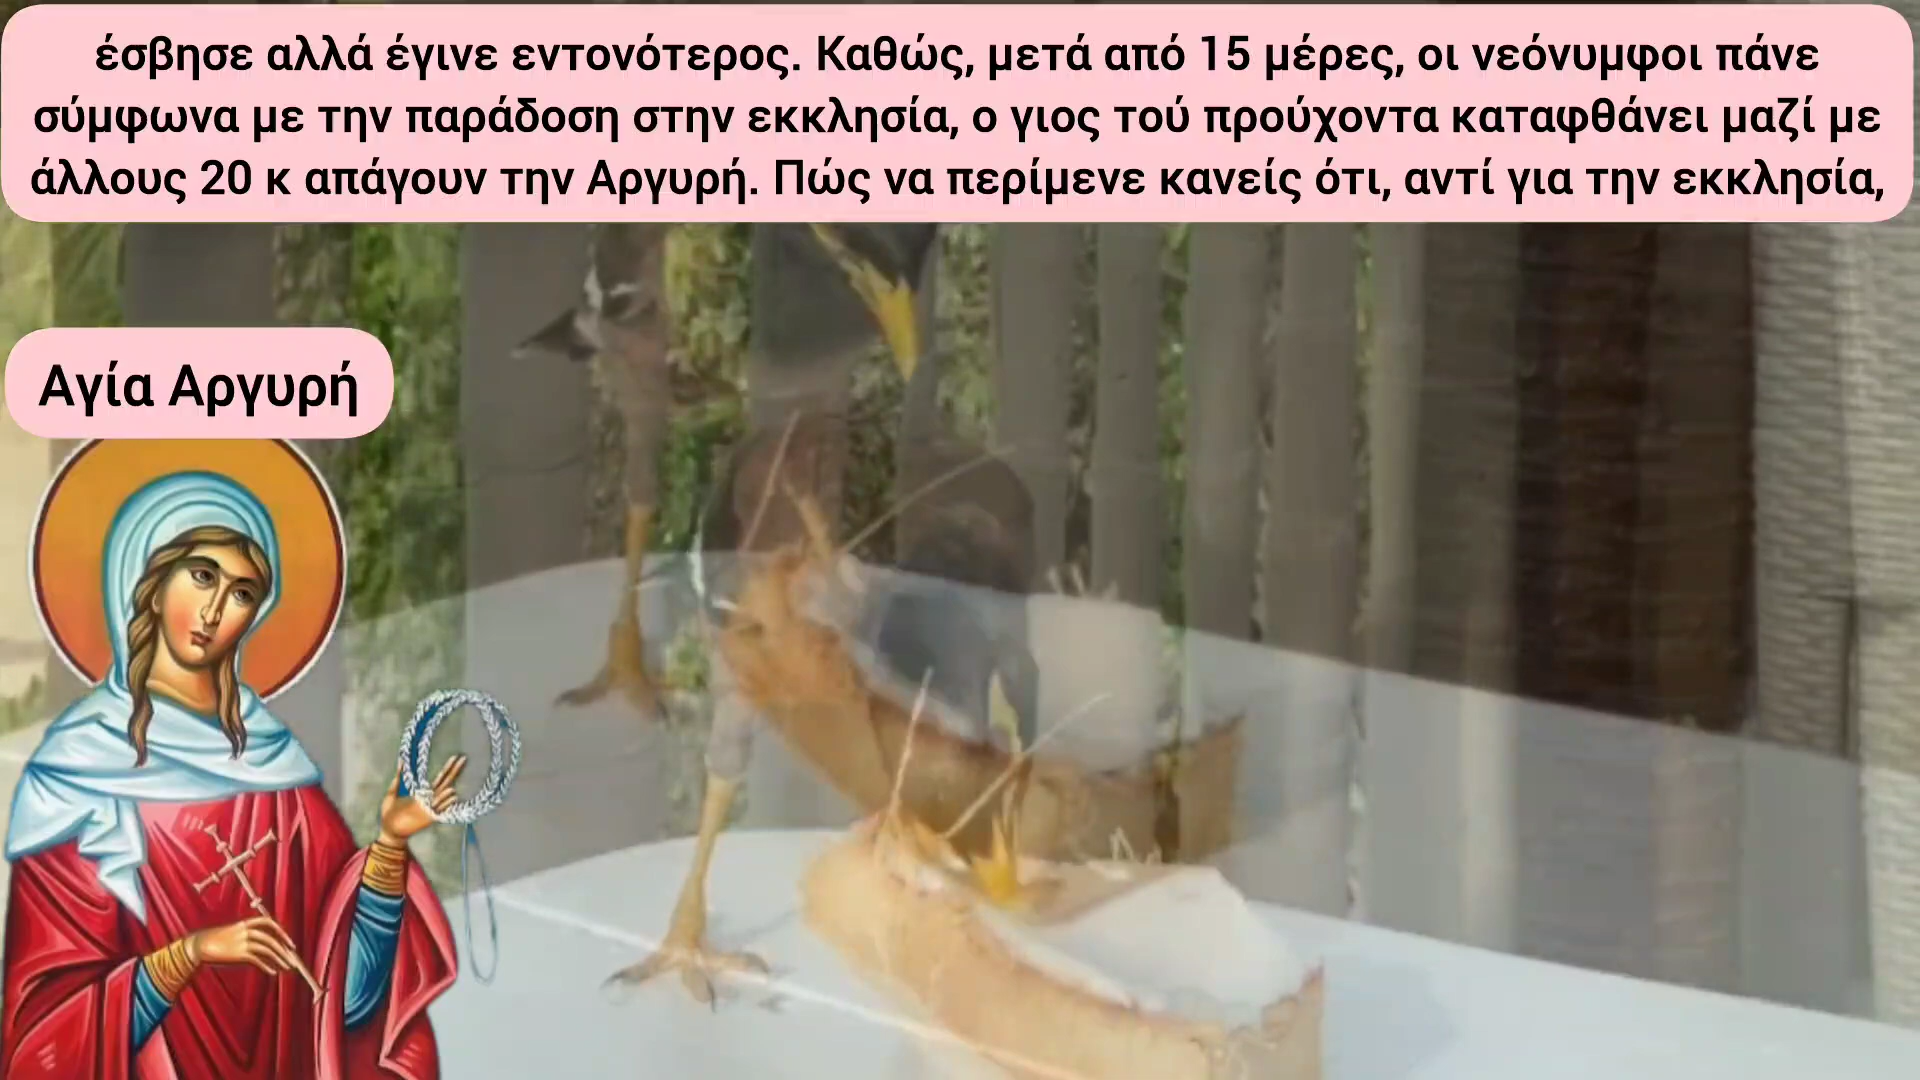 έσβησε αλλά έγινε εντονότερος. Καθώς, μετά από 15 μέρες, οι νεόνυμφοι πάνε
σύμφωνα με την παράδοση στην εκκλησία, ο γιος τού προύχοντα καταφθάνει μαζί με
άλλους 20 κ απάγουν την Αργυρή. Πώς να περίμενε κανείς ότι, αντί για την εκκλησία,
Αγία Αργυρή